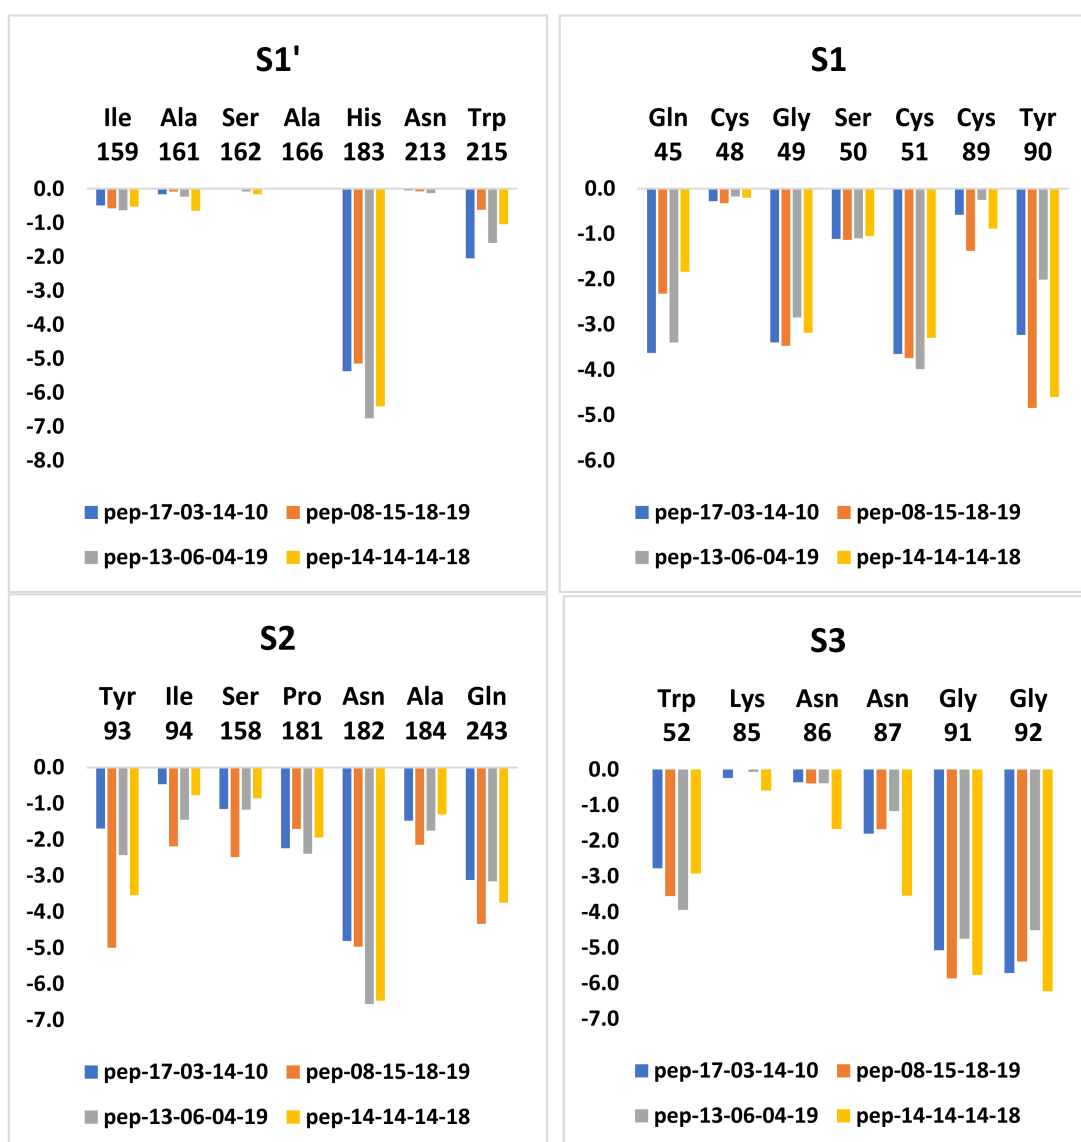 S1'
Ile Ala Ser Ala His Asn Trp
159 161 162 166 183 213 215
0.0
-1.0
-2.0
-3.0
-4.0
-5.0
-6.0
-7.0
-8.0
pep-17-03-14-10 pep-08-15-18-19
pep-13-06-04-19 pep-14-14-14-18
S1
Gln Cys Gly Ser Cys Cys Tyr
45 48 49 50 51 89 90
0.0
-1.0
-2.0
-3.0
-4.0
-5.0
-6.0
pep-17-03-14-10 pep-08-15-18-19
pep-13-06-04-19 pep-14-14-14-18
S2
Tyr Ile Ser Pro Asn Ala Gln
93 94 158 181 182 184 243
0.0
-1.0
-2.0
-3.0
-4.0
-5.0
-6.0
-7.0
pep-17-03-14-10 pep-08-15-18-19
pep-13-06-04-19 pep-14-14-14-18
S3
Trp Lys Asn Asn Gly Gly
52 85 86 87 91 92
0.0
-1.0
-2.0
-3.0
-4.0
-5.0
-6.0
-7.0
pep-17-03-14-10 pep-08-15-18-19
pep-13-06-04-19 pep-14-14-14-18